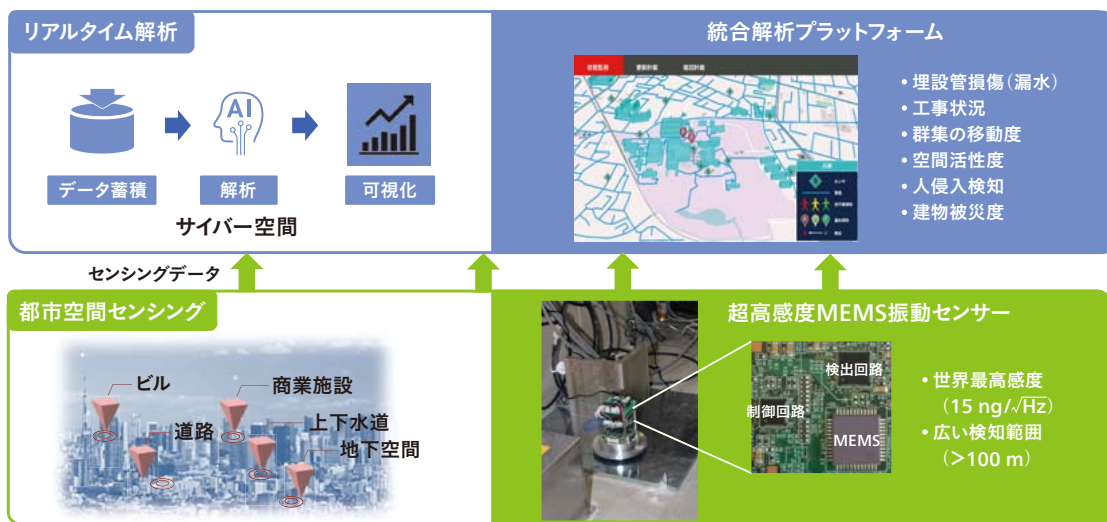 リアルタイム解析
AI
データ蓄積
解析
可視化
サイバー空間
統合解析プラットフォーム
• 埋設管損傷（漏水）
• 工事状況
• 群集の移動度
• 空間活性度
• 人侵入検知
• 建物被災度
センシングデータ
都市空間センシング
ビル
商業施設
道路
上下水道
地下空間
超高感度MEMS振動センサー
検出回路
制御回路
MEMS
• 世界最高感度
（15 ng/√Hz）
• 広い検知範囲
（>100 m）